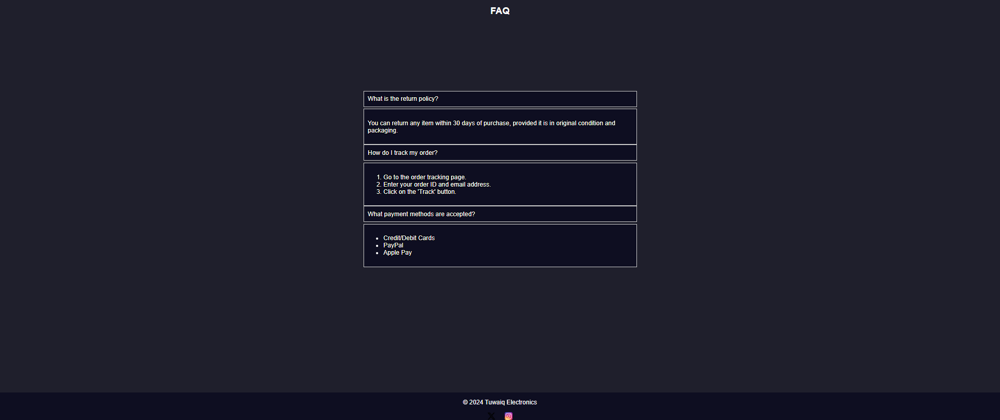 FAQ
What is the return policy?
You can return any item within 30 days of purchase, provided it is in original condition and
packaging.
How do I track my order?
1. Go to the order tracking page.
2. Enter your order ID and email address.
3. Click on the 'Track' button.
What payment methods are accepted?
• Credit/Debit Cards
• PayPal
• Apple Pay
© 2024 Tuwaiq Electronics